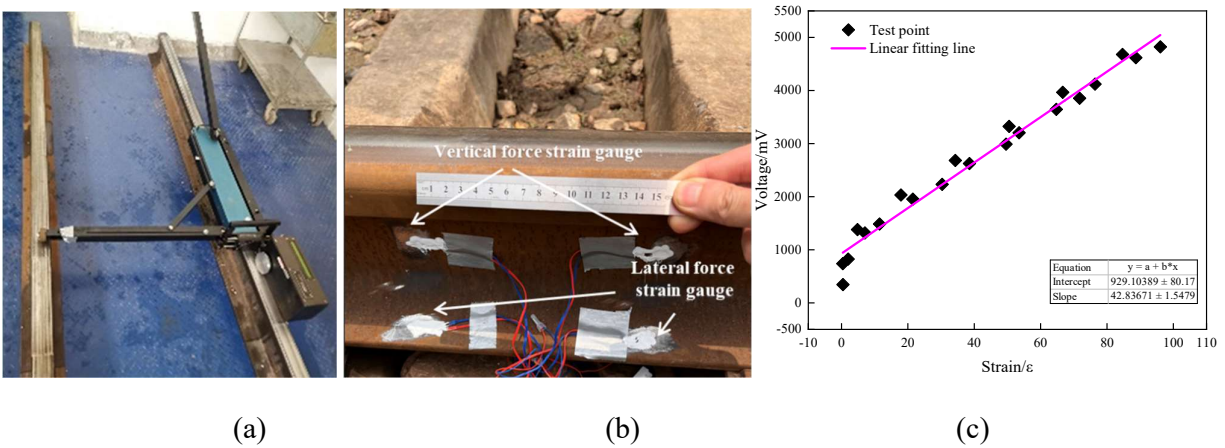 Vertical force strain gauge
1 2 3 4 5 6 7 8 9 10 11 12 13 14 15
Lateral force
strain gauge
Test point
Linear fitting line
5500
5000
4000
3000
2000
1000
0
-500
Voltage/mV
Equation y = a + b*x
Intercept 929.10389 ± 80.17
Slope 42.83671 ± 1.5479
-10 0 20 40 60 80 100 110
Strain/ε
(a) (b) (c)